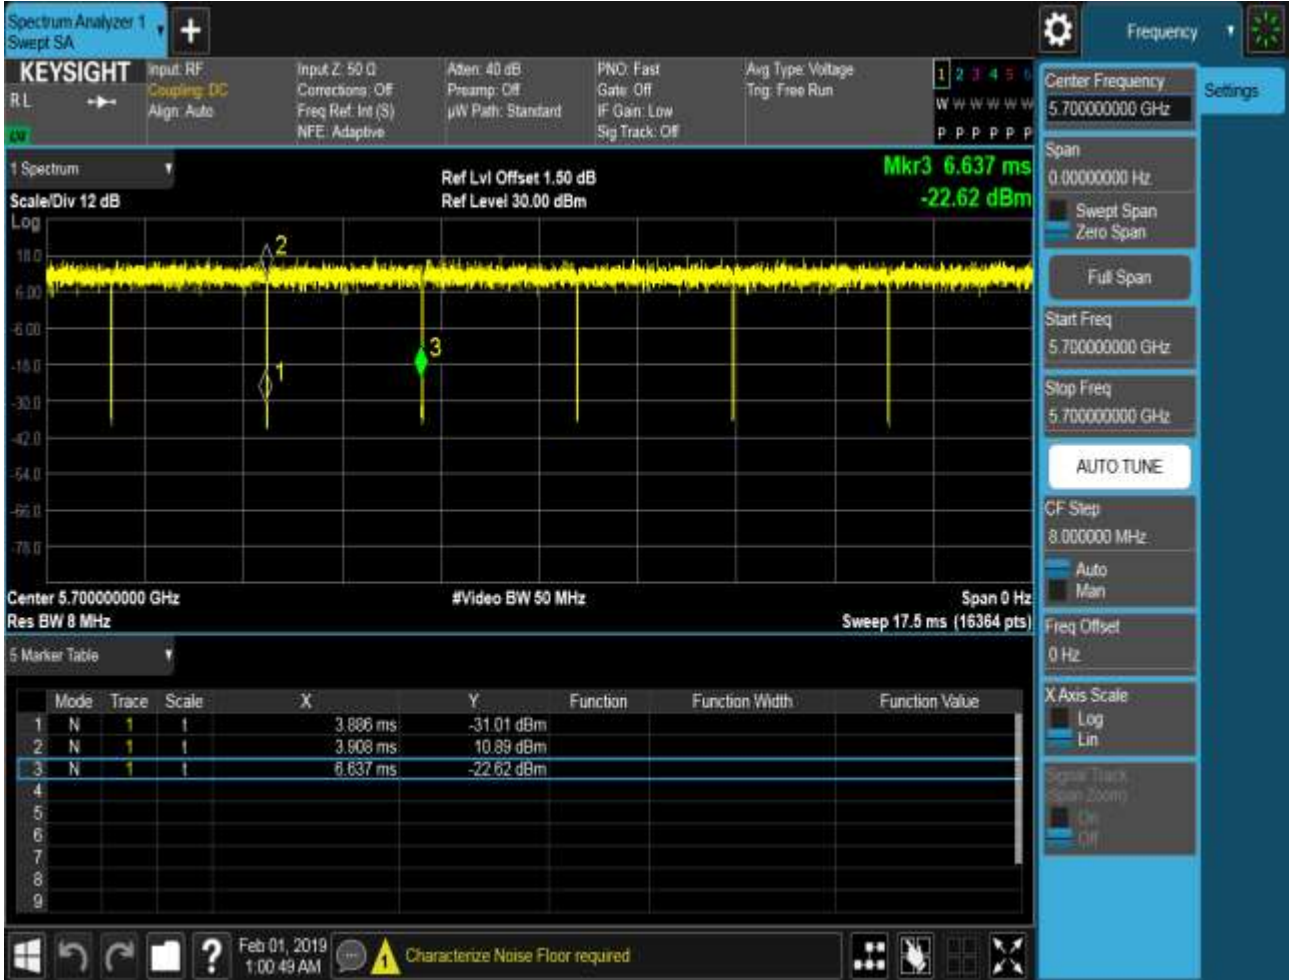 Spectrum Analyzer 1
Swept SA
Frequency
KEYSIGHT
RL
Input: RF
Coupling: DC
Align: Auto
Input Z: 50 Ω
Corrections: Off
Freq Ref: Int (S)
NFE: Adaptive
Atten: 40 dB
Preamp: Off
µW Path: Standard
PNO: Fast
Gate: Off
IF Gain: Low
Sig Track: Off
Avg Type: Voltage
Trig: Free Run
1 2 3 4 5 6
W W W W W W
P P P P P P
1 Spectrum
Scale/Div 12 dB
Ref Lvl Offset 1.50 dB
Ref Level 30.00 dBm
Mkr3 6.637 ms
-22.62 dBm
Log
18.0
6.00
-6.00
-18.0
-30.0
-42.0
-54.0
-66.0
-78.0
2
1
3
Center 5.700000000 GHz
#Video BW 50 MHz
Span 0 Hz
Res BW 8 MHz
Sweep 17.5 ms (16364 pts)
5 Marker Table
Mode Trace Scale X Y Function Function Width Function Value
1 N 1 t 3.886 ms -31.01 dBm
2 N 1 t 3.908 ms 10.89 dBm
3 N 1 t 6.637 ms -22.62 dBm
4
5
6
7
8
9
Feb 01, 2019
1:00:49 AM
?
1
Characterize Noise Floor required
Settings
Center Frequency
5.700000000 GHz
Span
0.00000000 Hz
Swept Span
Zero Span
Full Span
Start Freq
5.700000000 GHz
Stop Freq
5.700000000 GHz
AUTO TUNE
CF Step
8.000000 MHz
Auto
Man
Freq Offset
0 Hz
X Axis Scale
Log
Lin
Signal Track
(Span Zoom)
On
Off